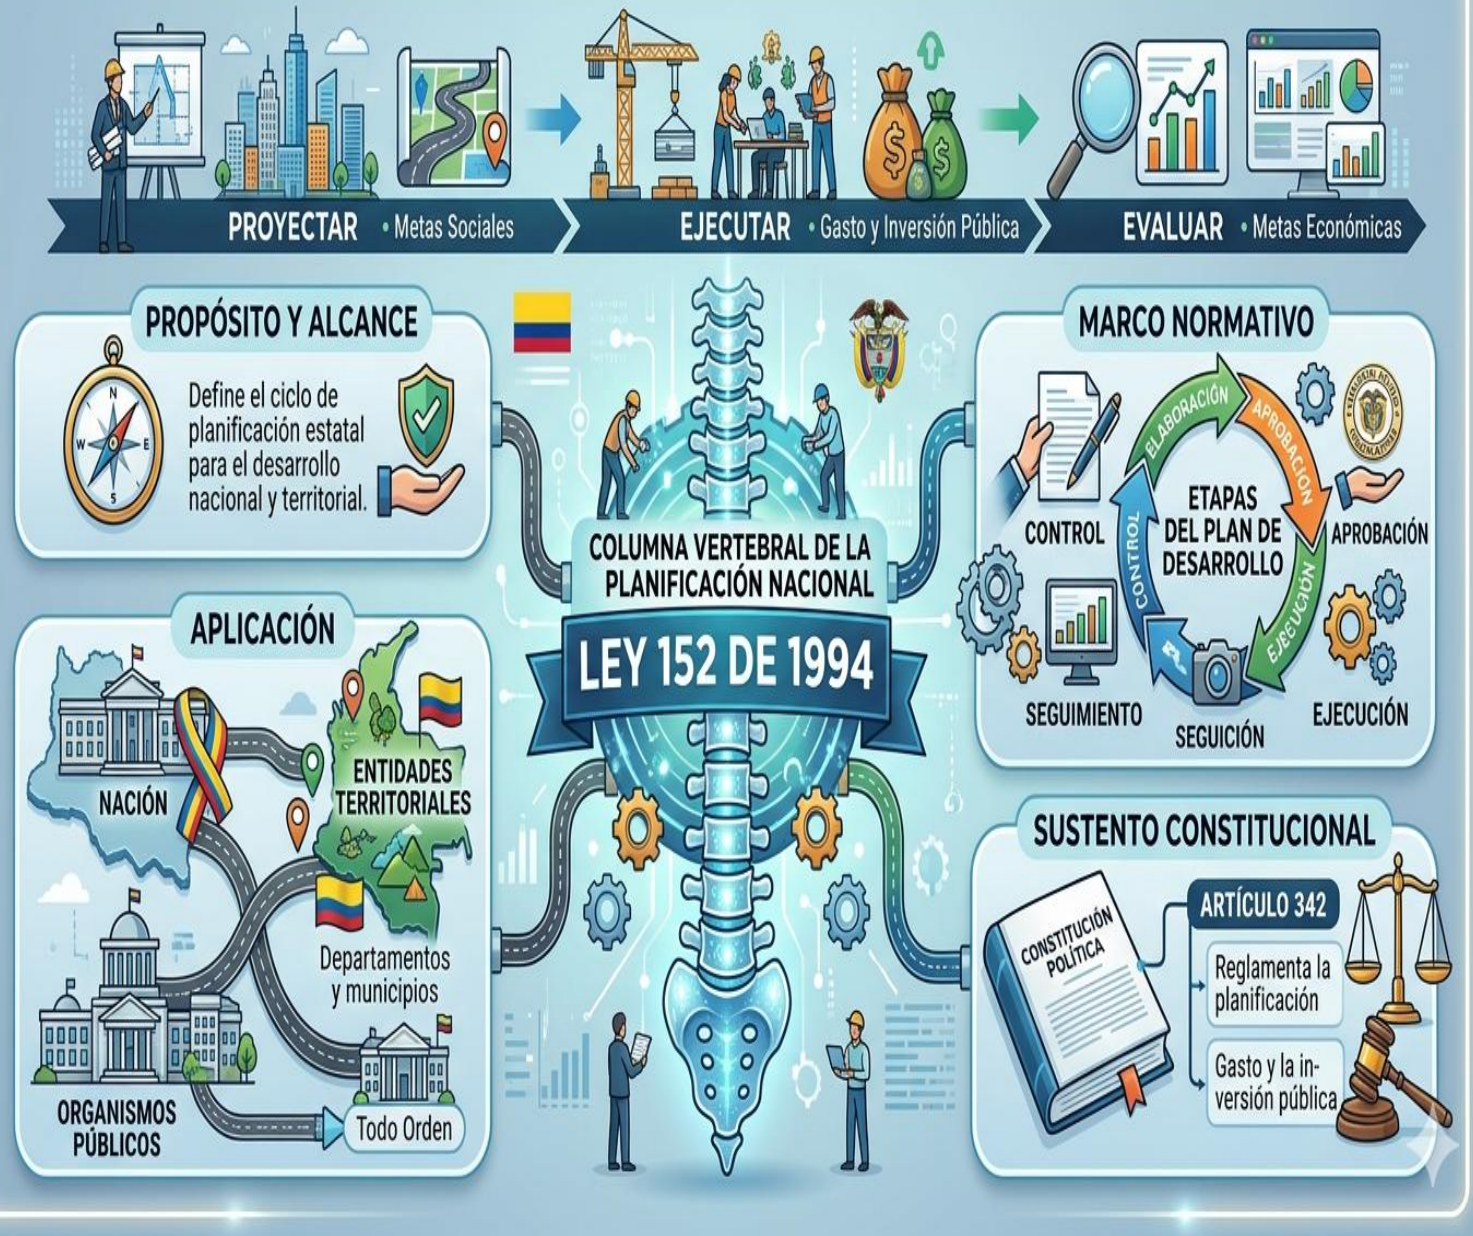 PROYECTAR • Metas Sociales
EJECUTAR • Gasto y Inversión Pública
EVALUAR • Metas Económicas
PROPÓSITO Y ALCANCE
N
W E
S
Define el ciclo de
planificación estatal
para el desarrollo
nacional y territorial.
APLICACIÓN
NACIÓN
ENTIDADES
TERRITORIALES
Departamentos
y municipios
ORGANISMOS
PÚBLICOS
Todo Orden
COLUMNA VERTEBRAL DE LA
PLANIFICACIÓN NACIONAL
LEY 152 DE 1994
MARCO NORMATIVO
ELABORACIÓN
APROBACIÓN
CONTROL
ETAPAS
DEL PLAN DE
DESARROLLO
CONTROL
APROBACIÓN
SEGUIMIENTO
SEGUICIÓN
EJECUCIÓN
SUSTENTO CONSTITUCIONAL
CONSTITUCIÓN
POLÍTICA
ARTÍCULO 342
Reglamenta la
planificación
Gasto y la in-
versión pública